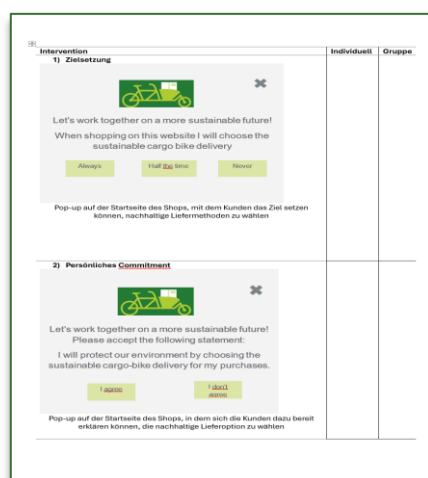 Intervention Individuell Gruppe
1) Zielsetzung
Let's work together on a more sustainable future!
When shopping on this website I will choose the
sustainable cargo bike delivery
Always Half the time Never
Pop-up auf der Startseite des Shops, mit dem Kunden das Ziel setzen
können, nachhaltige Liefermethoden zu wählen
2) Persönliches Commitment
Let's work together on a more sustainable future!
Please accept the following statement:
I will protect our environment by choosing the
sustainable cargo-bike delivery for my purchases.
I agree I don't
agree
Pop-up auf der Startseite des Shops, in dem sich die Kunden dazu bereit
erklären können, die nachhaltige Lieferoption zu wählen